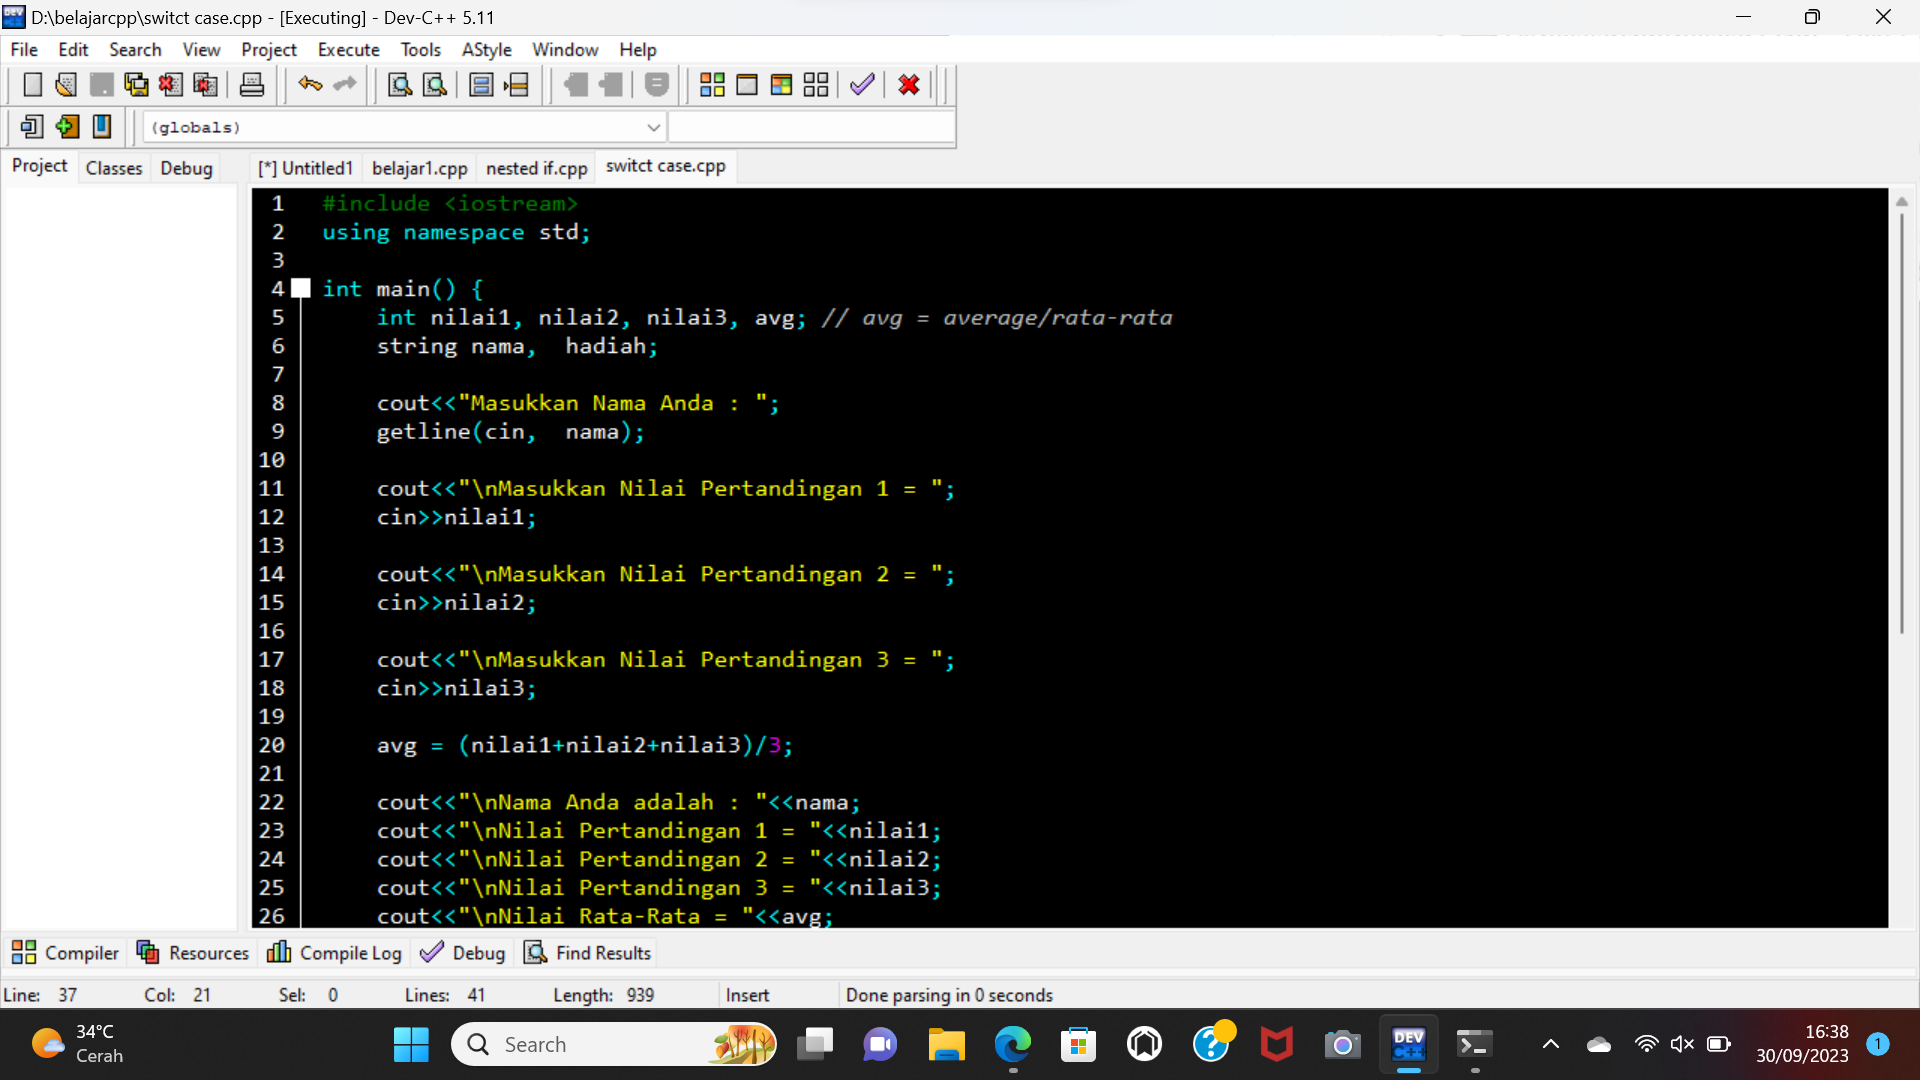 D:\belajarcpp\switct case.cpp - [Executing] - Dev-C++ 5.11
File Edit Search View Project Execute Tools AStyle Window Help
(globals)
Project Classes Debug [*] Untitled1 belajar1.cpp nested if.cpp switct case.cpp
1 #include <iostream>
2 using namespace std;
3
4 int main() {
5 int nilai1, nilai2, nilai3, avg; // avg = average/rata-rata
6 string nama, hadiah;
7
8 cout<<"Masukkan Nama Anda : ";
9 getline(cin, nama);
10
11 cout<<"\nMasukkan Nilai Pertandingan 1 = ";
12 cin>>nilai1;
13
14 cout<<"\nMasukkan Nilai Pertandingan 2 = ";
15 cin>>nilai2;
16
17 cout<<"\nMasukkan Nilai Pertandingan 3 = ";
18 cin>>nilai3;
19
20 avg = (nilai1+nilai2+nilai3)/3;
21
22 cout<<"\nNama Anda adalah : "<<nama;
23 cout<<"\nNilai Pertandingan 1 = "<<nilai1;
24 cout<<"\nNilai Pertandingan 2 = "<<nilai2;
25 cout<<"\nNilai Pertandingan 3 = "<<nilai3;
26 cout<<"\nNilai Rata-Rata = "<<avg;
Compiler Resources Compile Log Debug Find Results
Line: 37 Col: 21 Sel: 0 Lines: 41 Length: 939 Insert Done parsing in 0 seconds
34°C
Cerah
Search
DEV
C++
16:38
30/09/2023
1